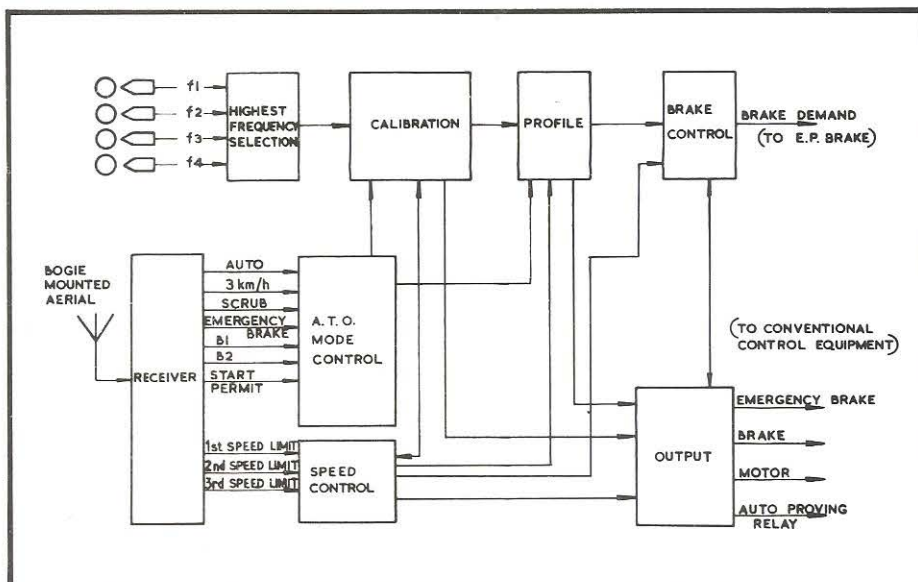 f1
f2
f3
f4
HIGHEST
FREQUENCY
SELECTION
CALIBRATION
PROFILE
BRAKE
CONTROL
BRAKE DEMAND
(TO E.P. BRAKE)
BOGIE
MOUNTED
AERIAL
RECEIVER
AUTO
3 km/h
SCRUB
EMERGENCY
BRAKE
B1
B2
START
PERMIT
A.T.O.
MODE
CONTROL
1st SPEED LIMIT
2nd SPEED LIMIT
3rd SPEED LIMIT
SPEED
CONTROL
(TO CONVENTIONAL
CONTROL EQUIPMENT)
OUTPUT
EMERGENCY BRAKE
BRAKE
MOTOR
AUTO PROVING
RELAY